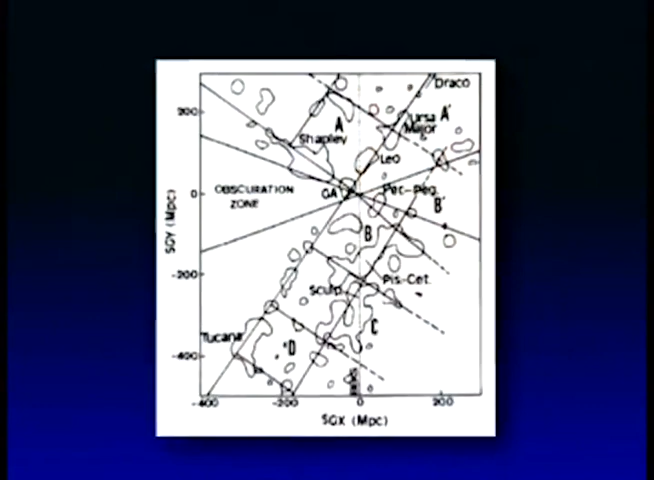 Draco
200
Ursa A'
Major
A
Shapley
Leo
OBSCURATION
ZONE
GA
Per-Peg.
0
B'
B
SGY (Mpc)
-200
Pis-Cet.
Sculp.
C
Tucana
D
-400
-400 -200 0 200
SGX (Mpc)